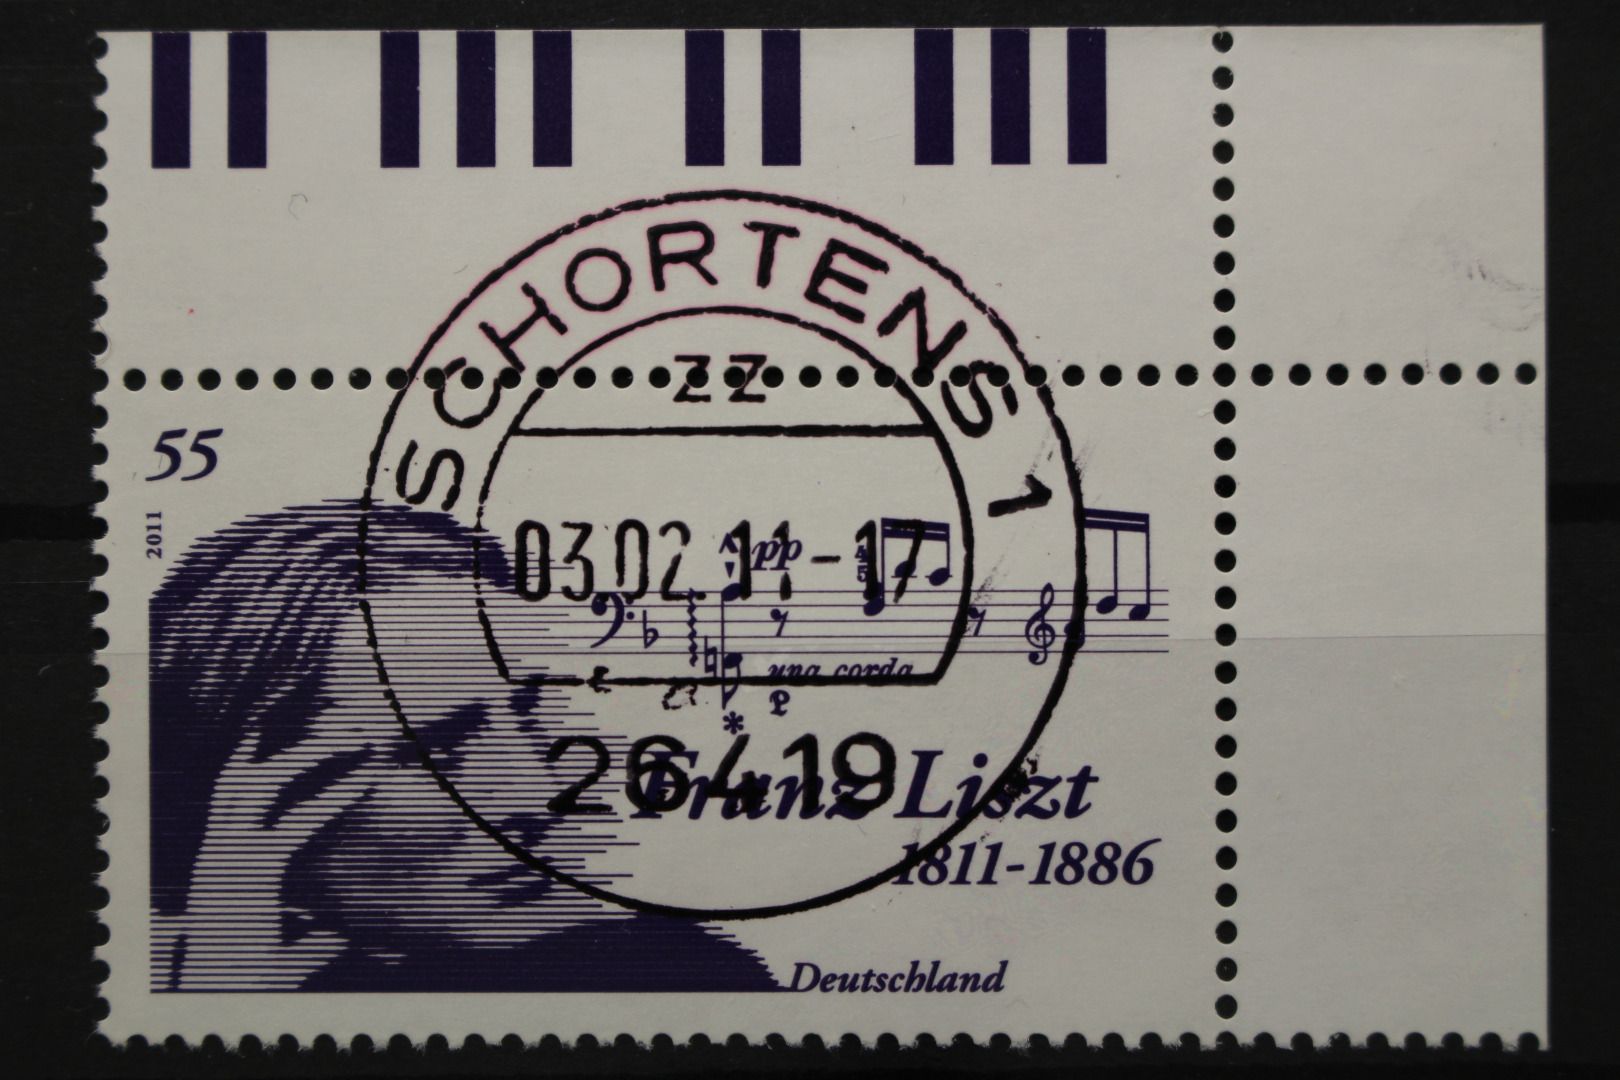 SCHORTENS 1
zz
55
2011
03.02.11-17
pp
una corda
P
*
26419
Franz Liszt
1811-1886
Deutschland